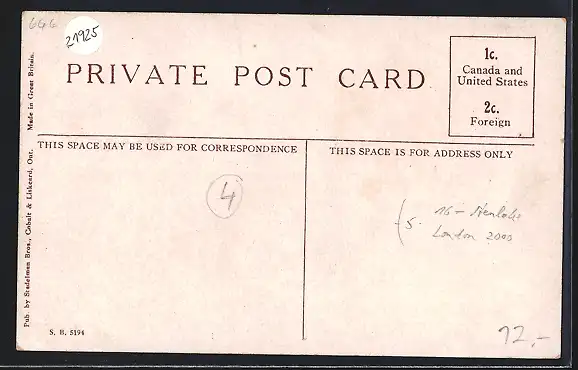 666
21925
PRIVATE POST CARD
1c.
Canada and
United States
2c.
Foreign
THIS SPACE MAY BE USED FOR CORRESPONDENCE
THIS SPACE IS FOR ADDRESS ONLY
4
(5.- 16-
London 2000
12,-
S. B. 5194
Pub. by Stedelman Bros., Cobalt & Liskeard, Ont.
Made in Great Britain.